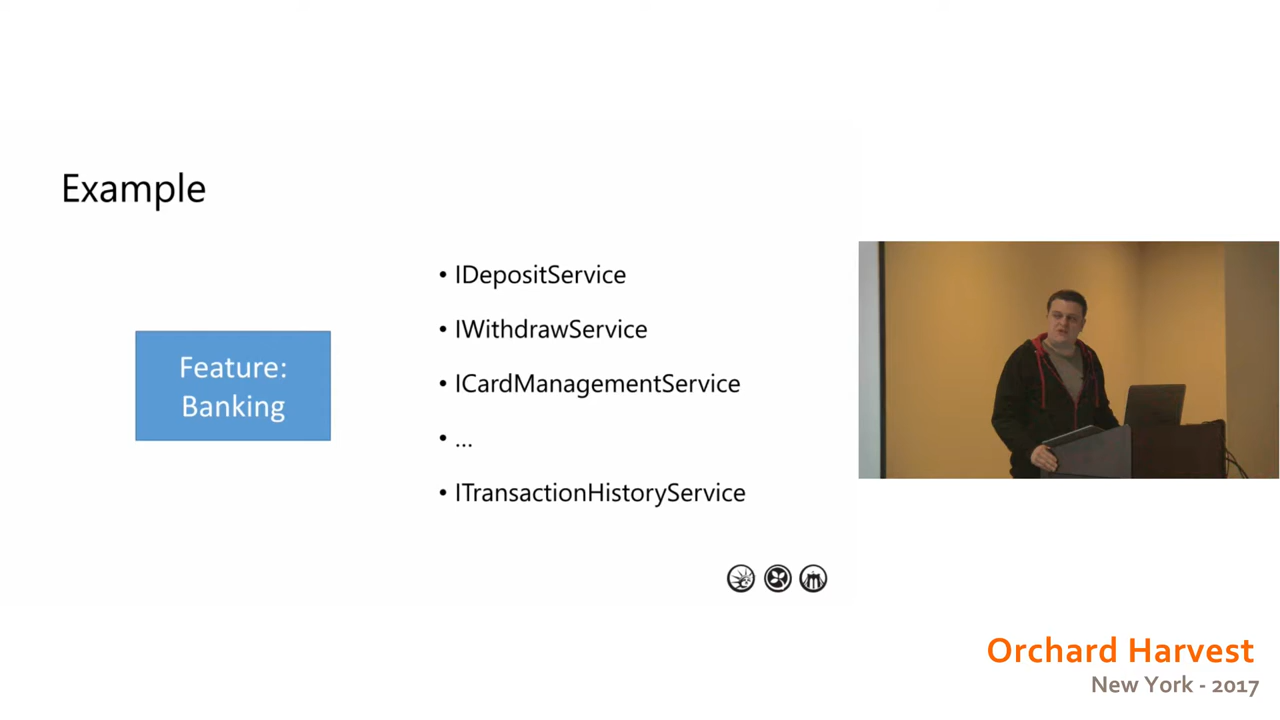 Example
Feature:
Banking
• IDepositService
• IWithdrawService
• ICardManagementService
• ...
• ITransactionHistoryService
Orchard Harvest
New York - 2017